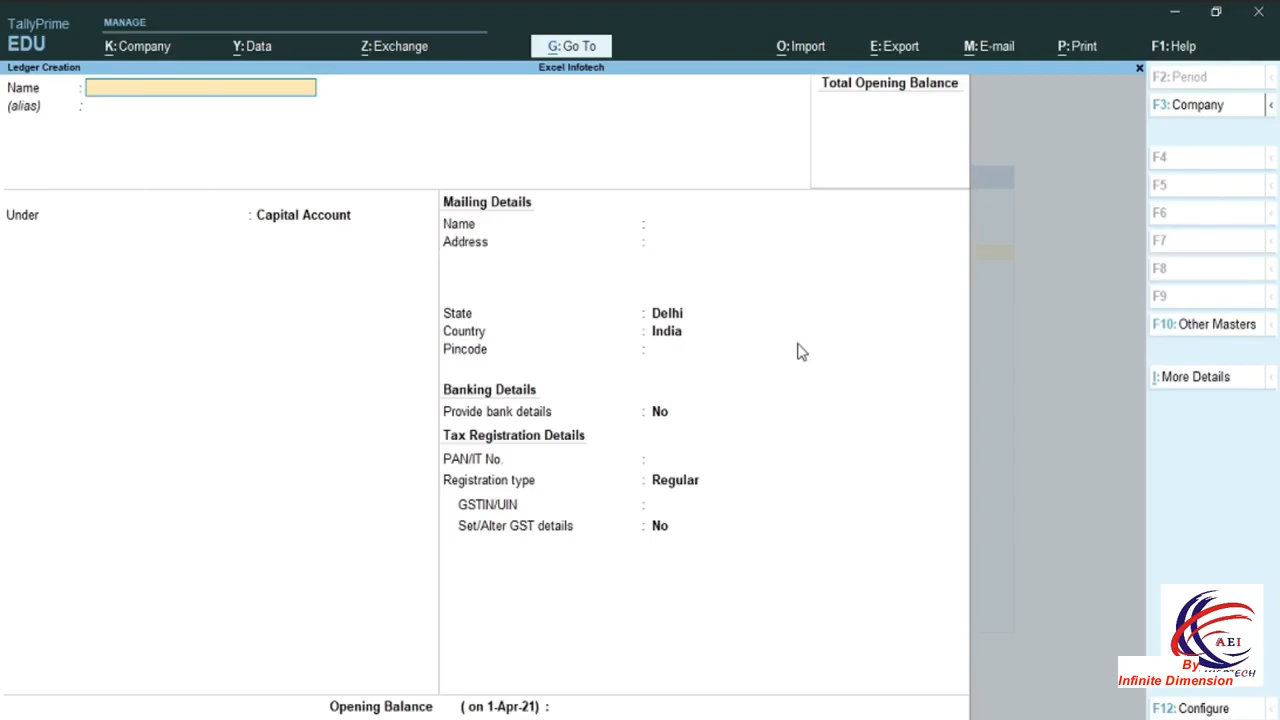 TallyPrime
EDU
MANAGE
K: Company
Y: Data
Z: Exchange
G: Go To
O: Import
E: Export
M: E-mail
P: Print
F1: Help
Ledger Creation
Excel Infotech
Name :
(alias) :
Total Opening Balance
Under : Capital Account
Mailing Details
Name :
Address :
State : Delhi
Country : India
Pincode :
Banking Details
Provide bank details : No
Tax Registration Details
PAN/IT No. :
Registration type : Regular
GSTIN/UIN :
Set/Alter GST details : No
Opening Balance ( on 1-Apr-21) :
F2: Period
F3: Company
F4
F5
F6
F7
F8
F9
F10: Other Masters
I: More Details
AEI
By
Infinite Dimension
F12: Configure